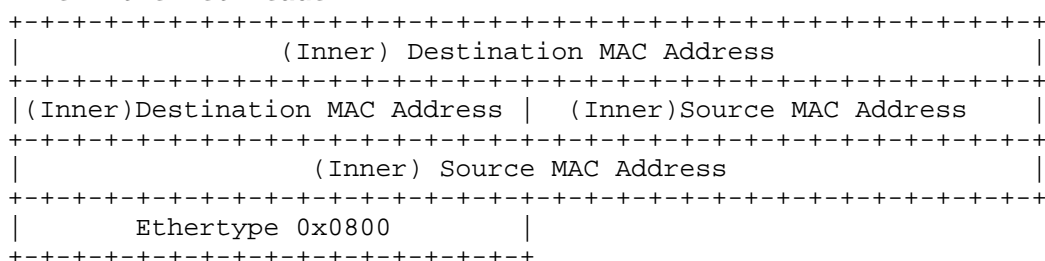 +-+-+-+-+-+-+-+-+-+-+-+-+-+-+-+-+-+-+-+-+-+-+-+-+-+-+-+-+-+-+-+-+-+
|                 (Inner) Destination MAC Address                 |
+-+-+-+-+-+-+-+-+-+-+-+-+-+-+-+-+-+-+-+-+-+-+-+-+-+-+-+-+-+-+-+-+-+
|(Inner)Destination MAC Address |  (Inner)Source MAC Address    |
+-+-+-+-+-+-+-+-+-+-+-+-+-+-+-+-+-+-+-+-+-+-+-+-+-+-+-+-+-+-+-+-+-+
|                   (Inner) Source MAC Address                    |
+-+-+-+-+-+-+-+-+-+-+-+-+-+-+-+-+-+-+-+-+-+-+-+-+-+-+-+-+-+-+-+-+-+
|       Ethertype 0x0800        |
+-+-+-+-+-+-+-+-+-+-+-+-+-+-+-+-+